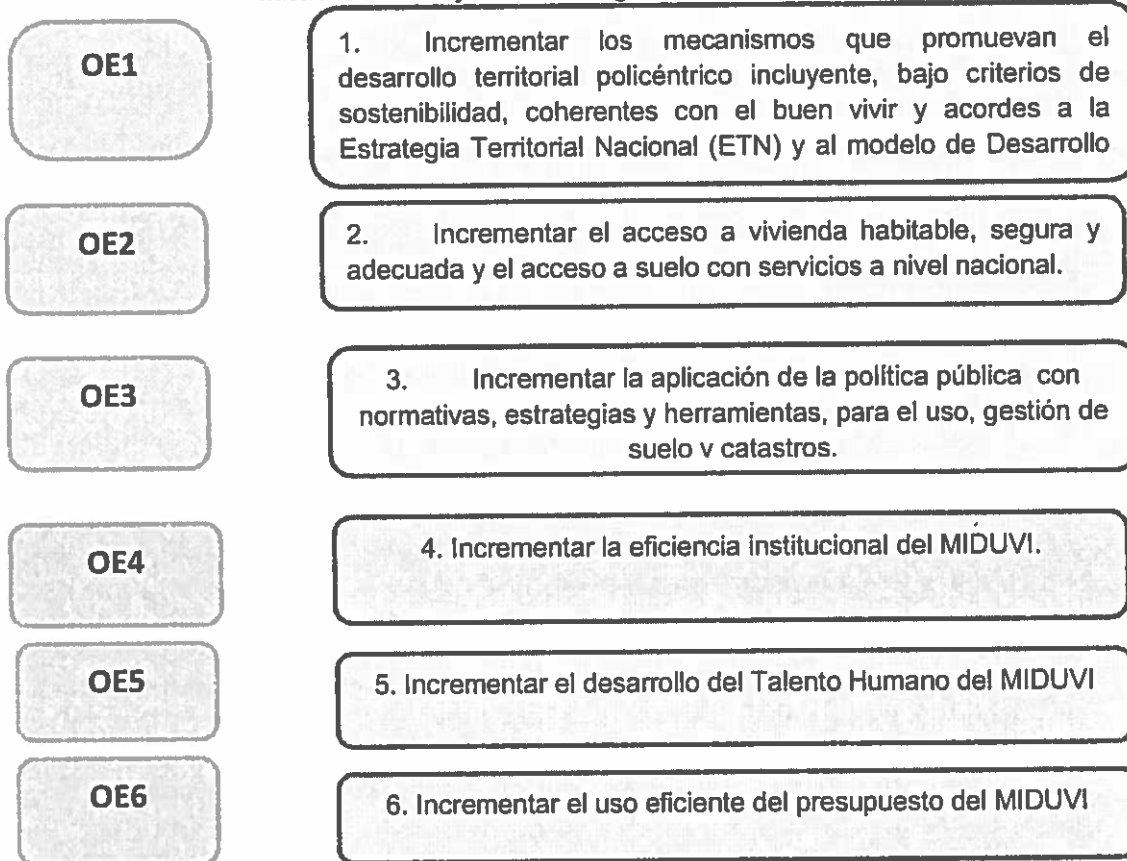 OE1
1. Incrementar los mecanismos que promuevan el
desarrollo territorial policéntrico incluyente, bajo criterios de
sostenibilidad, coherentes con el buen vivir y acordes a la
Estrategia Territorial Nacional (ETN) y al modelo de Desarrollo
OE2
2. Incrementar el acceso a vivienda habitable, segura y
adecuada y el acceso a suelo con servicios a nivel nacional.
OE3
3. Incrementar la aplicación de la política pública con
normativas, estrategias y herramientas, para el uso, gestión de
suelo y catastros.
OE4
4. Incrementar la eficiencia institucional del MIDUVI.
OE5
5. Incrementar el desarrollo del Talento Humano del MIDUVI
OE6
6. Incrementar el uso eficiente del presupuesto del MIDUVI